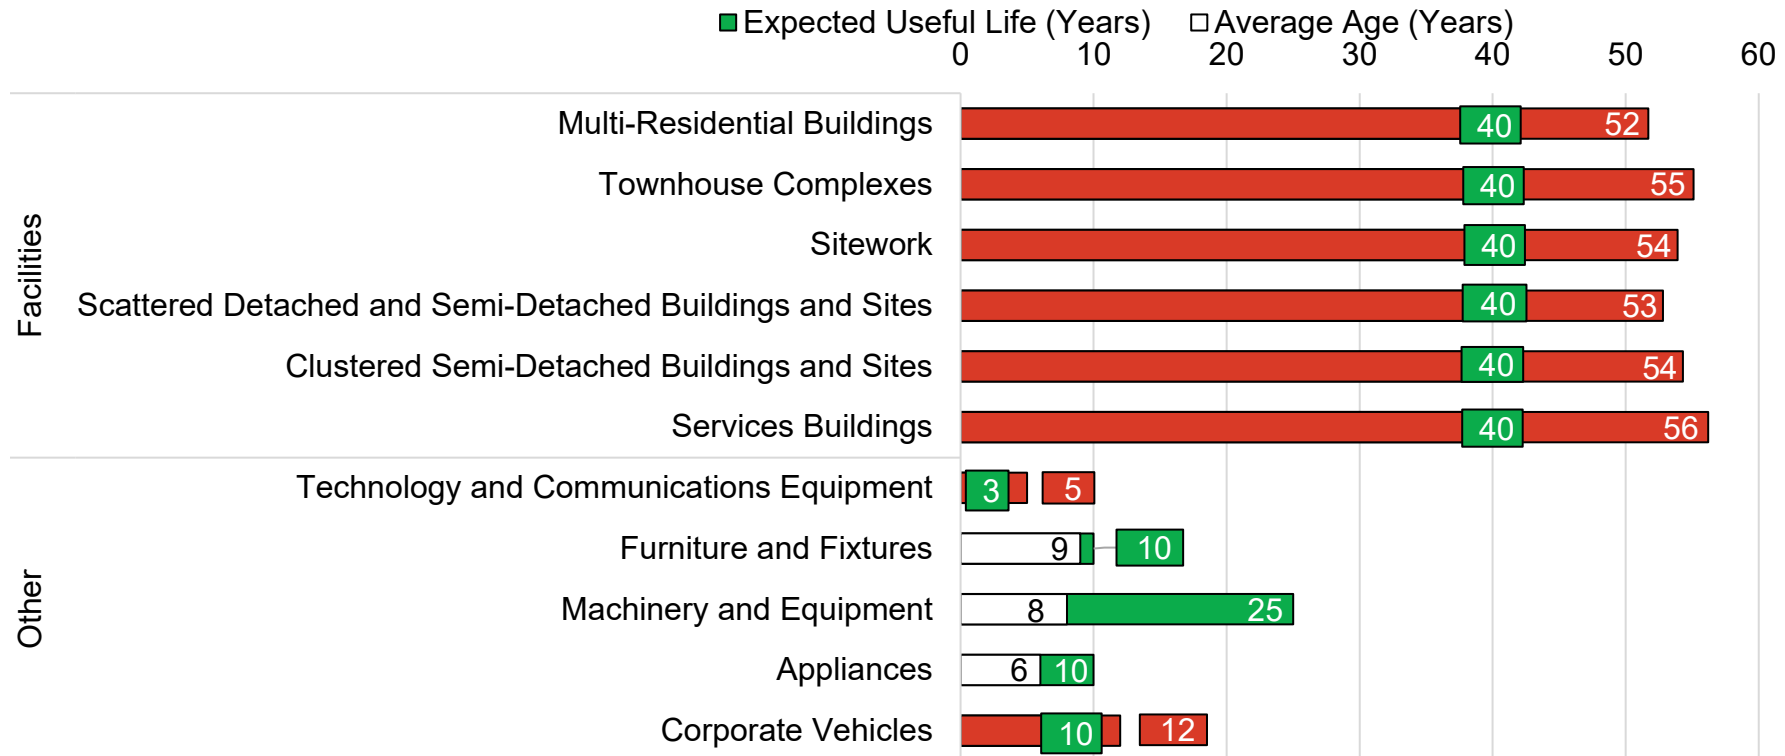 Expected Useful Life (Years) Average Age (Years)
0 10 20 30 40 50 60
Facilities
Multi-Residential Buildings 40 52
Townhouse Complexes 40 55
Sitework 40 54
Scattered Detached and Semi-Detached Buildings and Sites 40 53
Clustered Semi-Detached Buildings and Sites 40 54
Services Buildings 40 56
Other
Technology and Communications Equipment 3 5
Furniture and Fixtures 9 10
Machinery and Equipment 8 25
Appliances 6 10
Corporate Vehicles 10 12